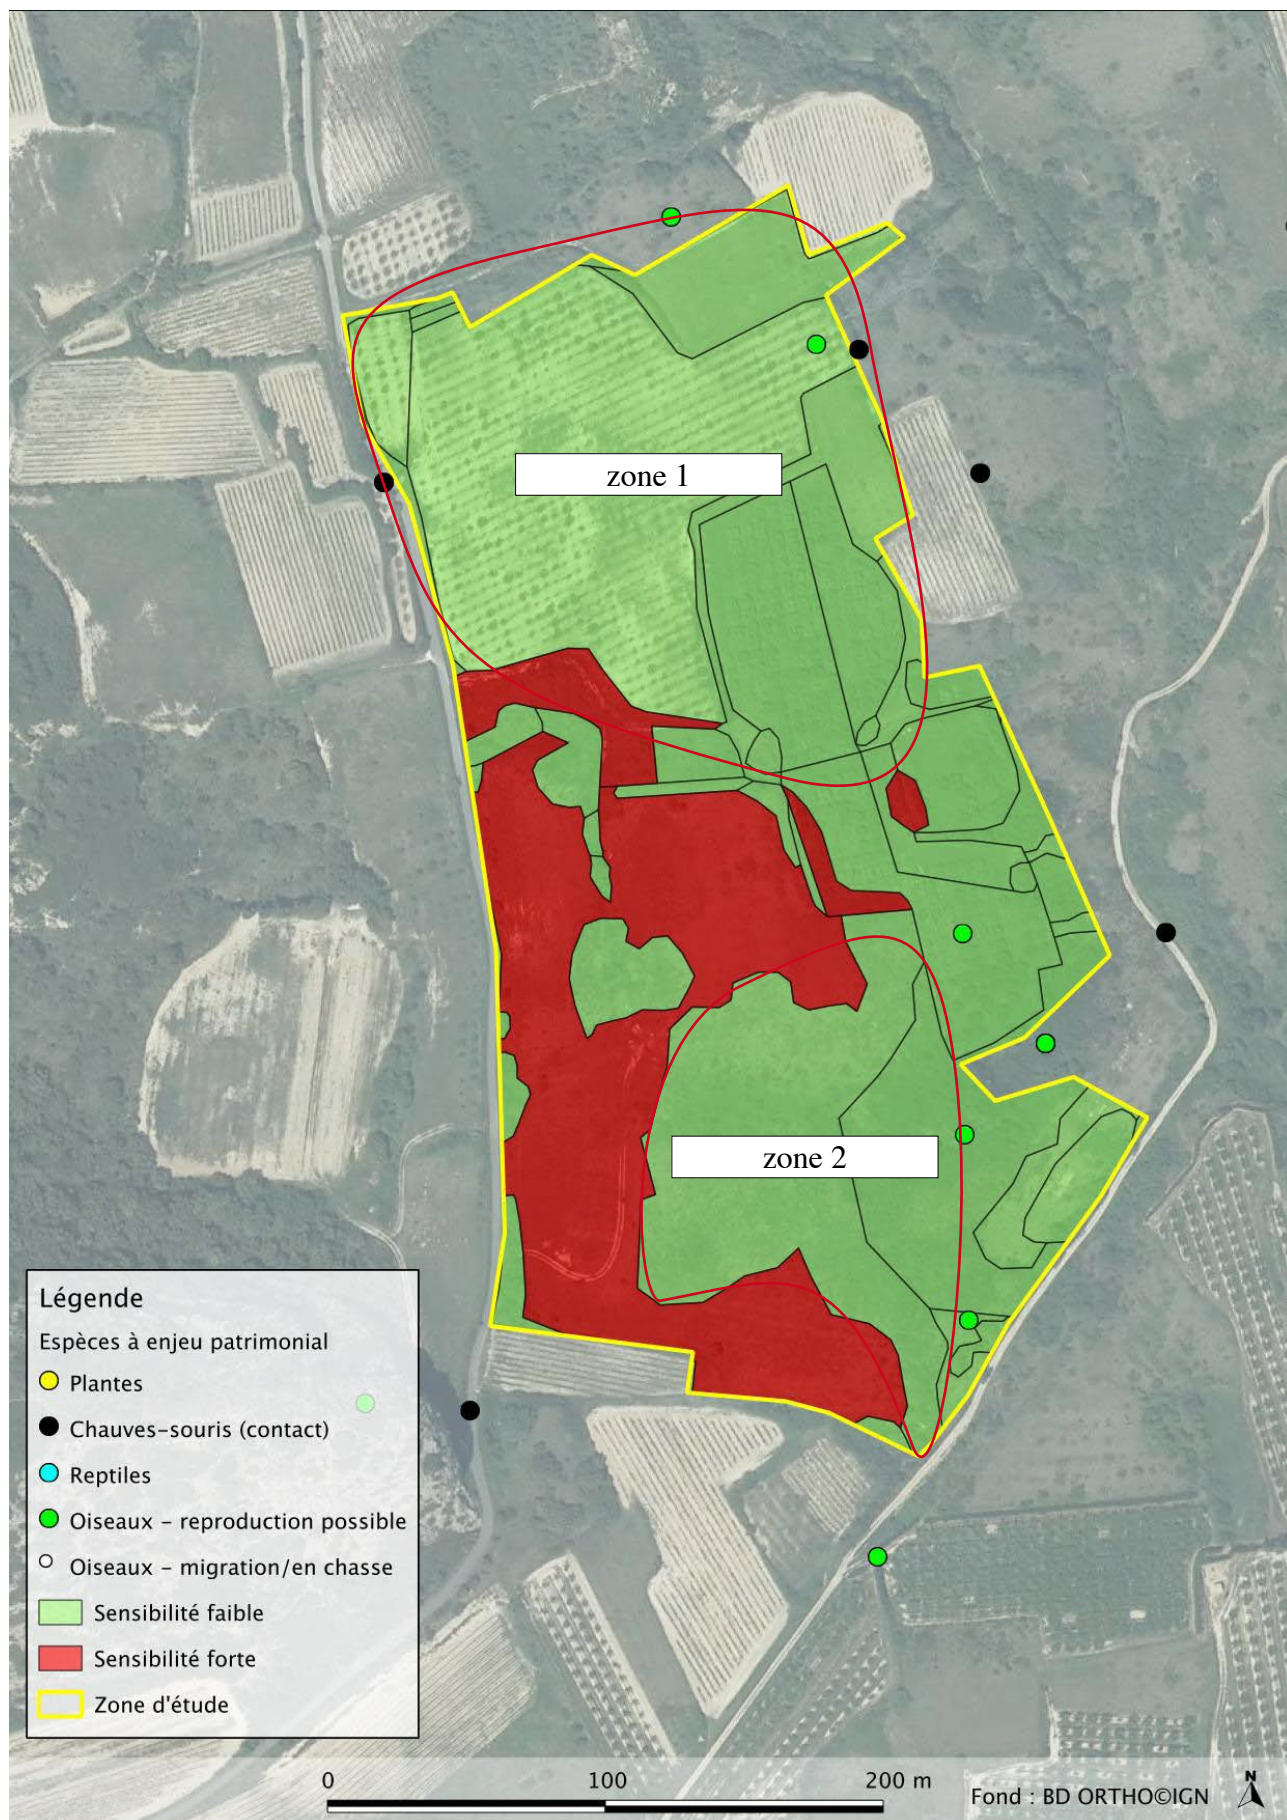 zone 1
zone 2
Légende
Espèces à enjeu patrimonial
Plantes
Chauves-souris (contact)
Reptiles
Oiseaux - reproduction possible
Oiseaux - migration/en chasse
Sensibilité faible
Sensibilité forte
Zone d'étude
0 100 200 m
Fond : BD ORTHO©IGN
N